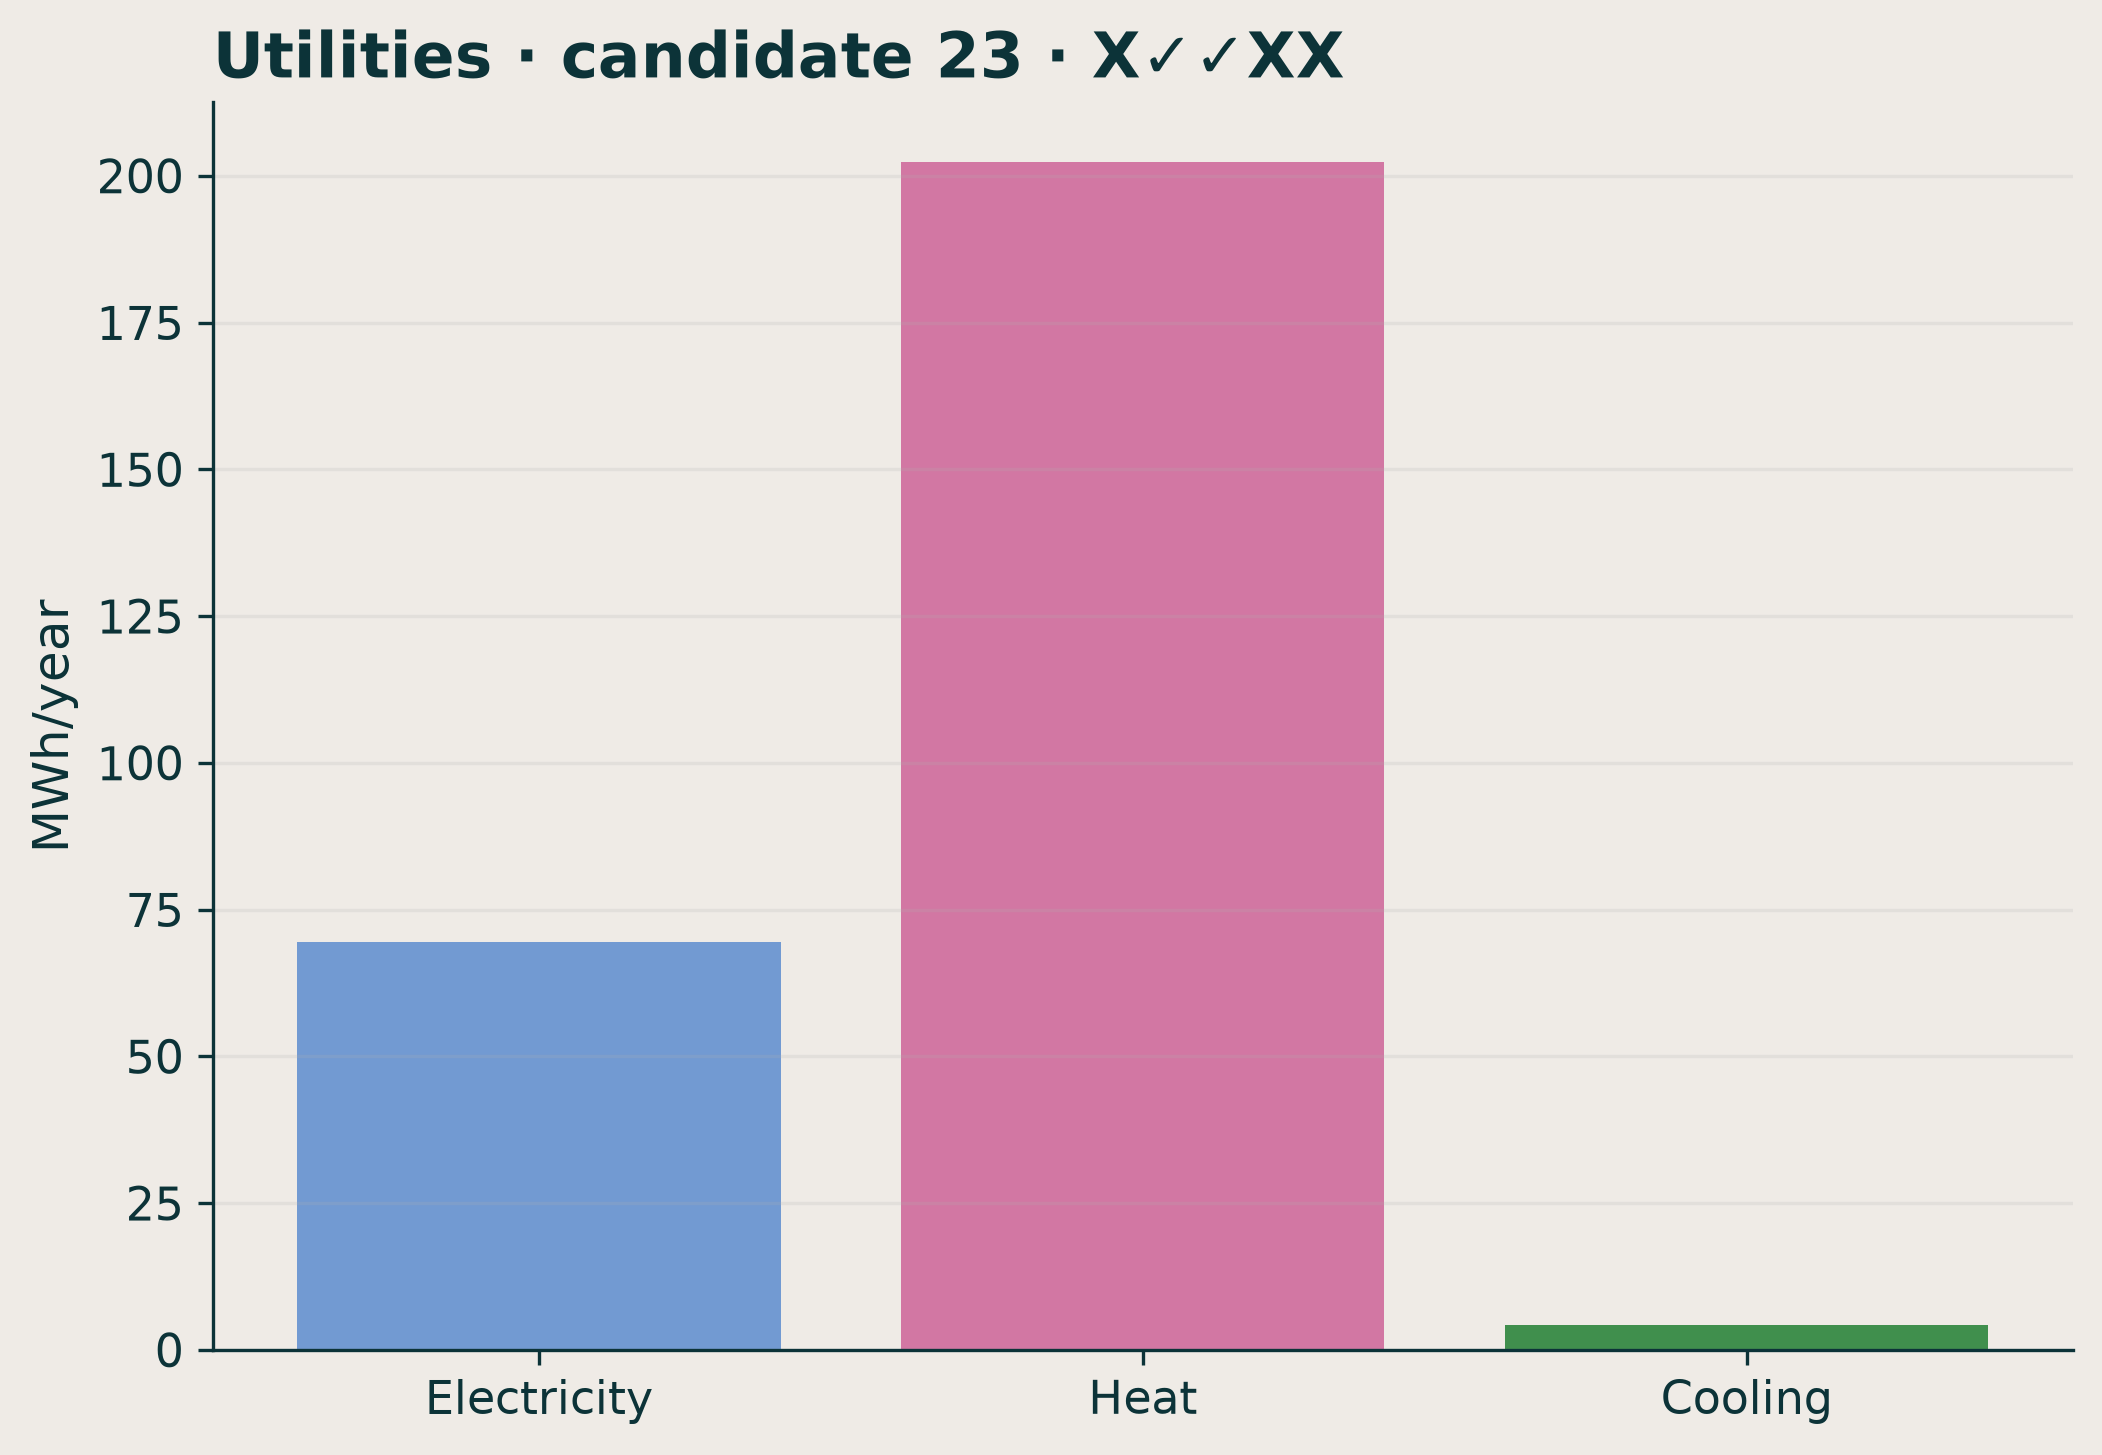 Utilities · candidate 23 · X✓✓XX
MWh/year
200
175
150
125
100
75
50
25
0
Electricity
Heat
Cooling